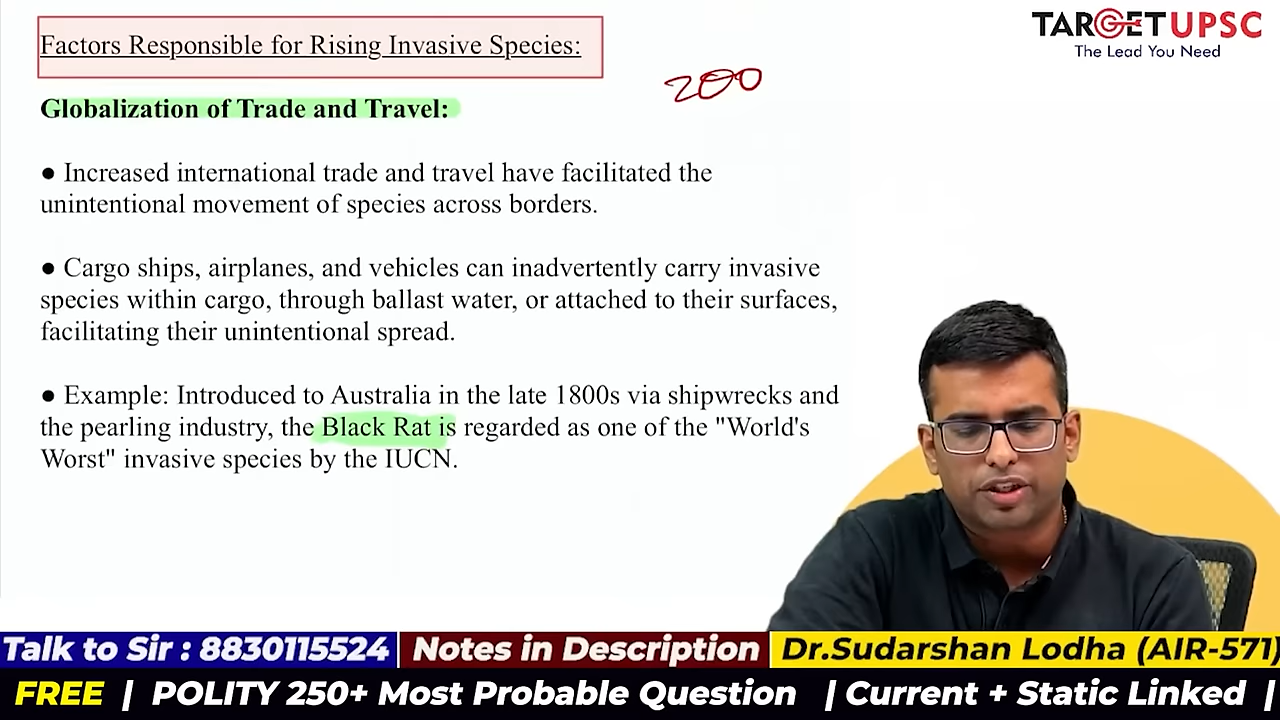 Factors Responsible for Rising Invasive Species:
TARGETUPSC
The Lead You Need
200
Globalization of Trade and Travel:
● Increased international trade and travel have facilitated the
unintentional movement of species across borders.
● Cargo ships, airplanes, and vehicles can inadvertently carry invasive
species within cargo, through ballast water, or attached to their surfaces,
facilitating their unintentional spread.
● Example: Introduced to Australia in the late 1800s via shipwrecks and
the pearling industry, the Black Rat is regarded as one of the "World's
Worst" invasive species by the IUCN.
Talk to Sir : 8830115524 Notes in Description Dr.Sudarshan Lodha (AIR-571)
FREE | POLITY 250+ Most Probable Question | Current + Static Linked |